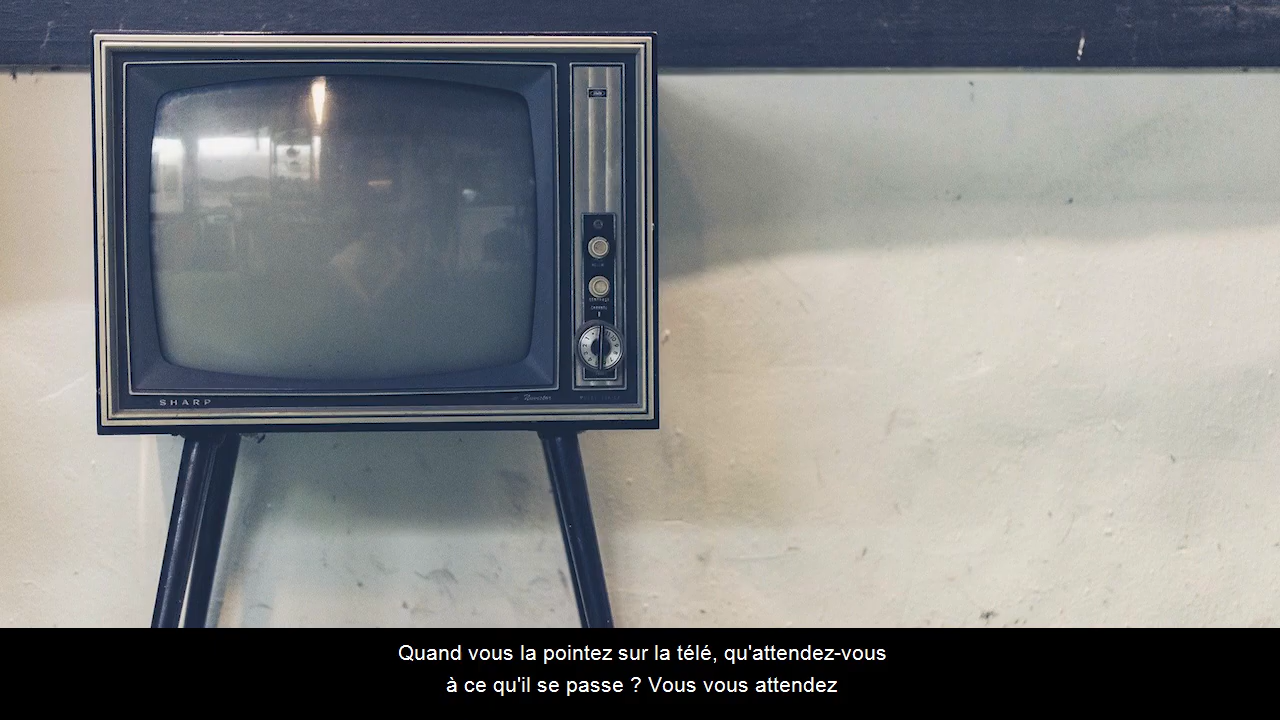 SHARP
Quand vous la pointez sur la télé, qu'attendez-vous
à ce qu'il se passe ? Vous vous attendez